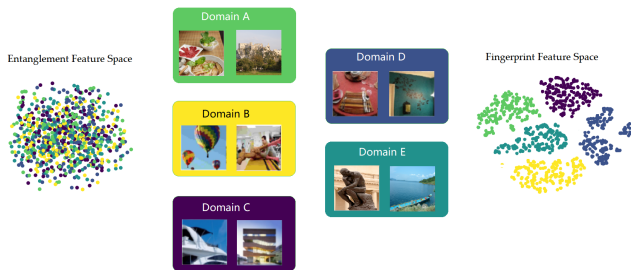 Entanglement Feature Space
Domain A
Domain B
Domain C
Domain D
Domain E
Fingerprint Feature Space